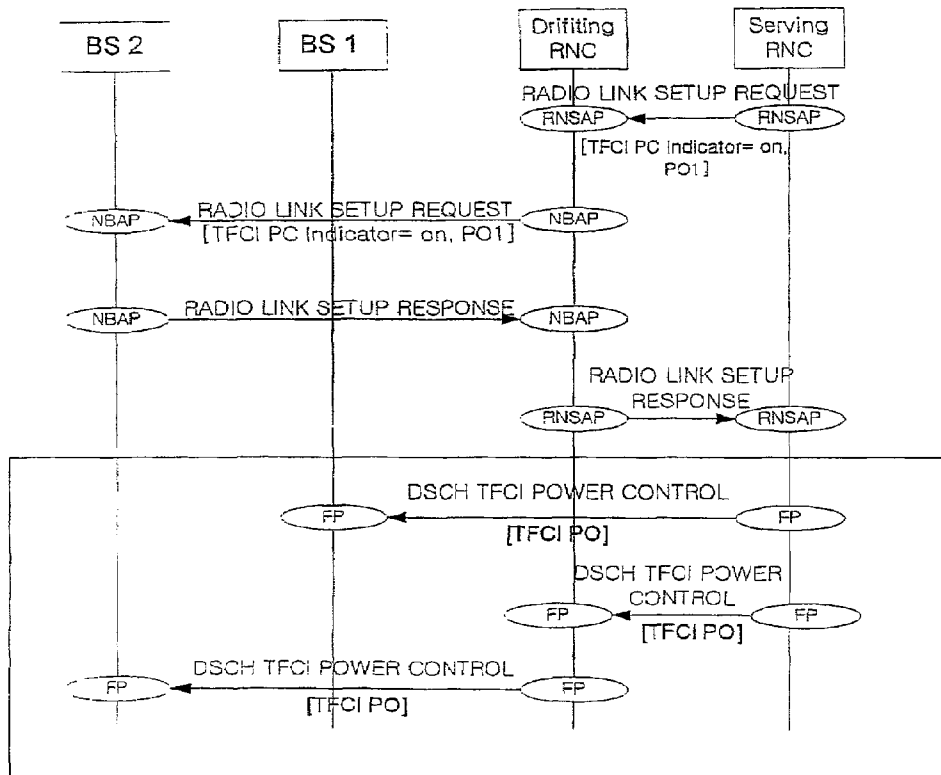 BS 2
BS 1
Drifiting
RNC
Serving
RNC
RADIO LINK SETUP REQUEST
RNSAP
RNSAP
[TFCI PC Indicator= on,
PO1]
RADIO LINK SETUP REQUEST
NBAP
NBAP
[TFCI PC Indicator= on, PO1]
RADIO LINK SETUP RESPONSE
NBAP
NBAP
RADIO LINK SETUP
RESPONSE
RNSAP
RNSAP
DSCH TFCI POWER CONTROL
FP
FP
[TFCI PO]
DSCH TFCI POWER
CONTROL
FP
FP
[TFCI PO]
DSCH TFCI POWER CONTROL
FP
FP
[TFCI PO]